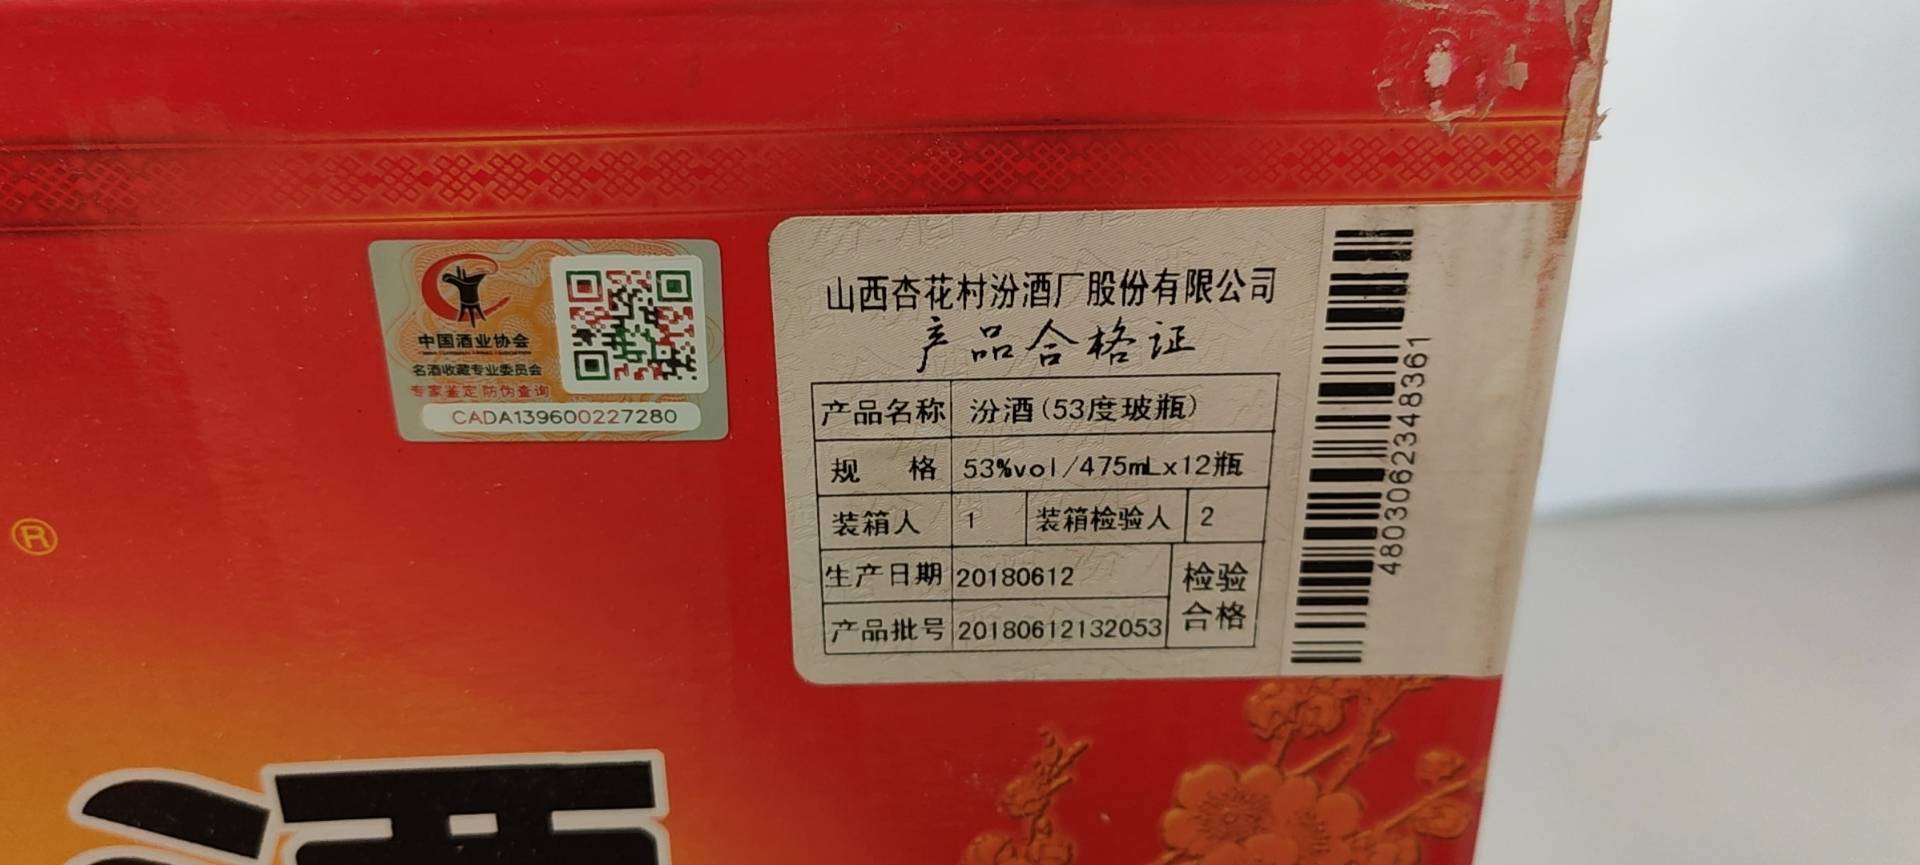 中国酒业协会
名酒收藏专业委员会
专家鉴定防伪查询
CADA139600227280
山西杏花村汾酒厂股份有限公司
产品合格证
产品名称 汾酒(53度玻瓶)
规 格 53%vol/475mLx12瓶
装箱人 1 装箱检验人 2
生产日期 20180612
检验合格
产品批号 20180612132053
4803062348361
®
酒